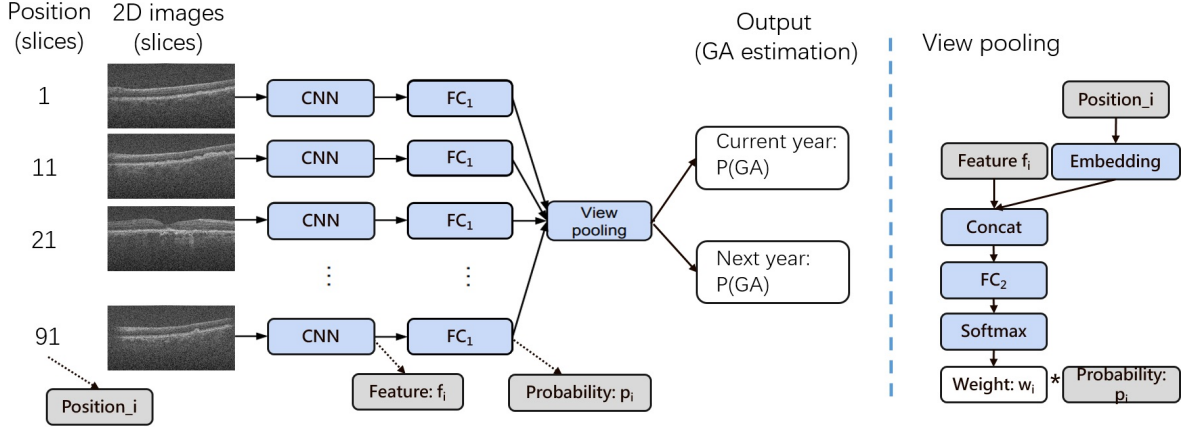 Position
(slices)
2D images
(slices)
Output
(GA estimation)
View pooling
1
CNN
FC₁
11
CNN
FC₁
21
CNN
FC₁
⋮
⋮
91
CNN
FC₁
Position_i
Feature: fᵢ
Probability: pᵢ
View
pooling
Current year:
P(GA)
Next year:
P(GA)
Position_i
Feature fᵢ
Embedding
Concat
FC₂
Softmax
Weight: wᵢ
*
Probability:
pᵢ